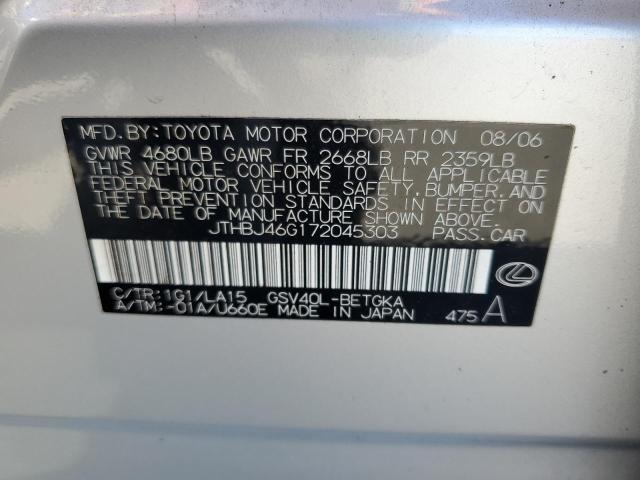 MFD. BY: TOYOTA MOTOR CORPORATION 08/06
GVWR 4680LB GAWR FR 2668LB RR 2359LB
THIS VEHICLE CONFORMS TO ALL APPLICABLE
FEDERAL MOTOR VEHICLE SAFETY, BUMPER, AND
THEFT PREVENTION STANDARDS IN EFFECT ON
THE DATE OF MANUFACTURE SHOWN ABOVE.
JTHBJ46G172045303 PASS. CAR
C/TR: 1G1/LA15 GSV40L-BETGKA
A/TM: -01A/U660E MADE IN JAPAN 475 A